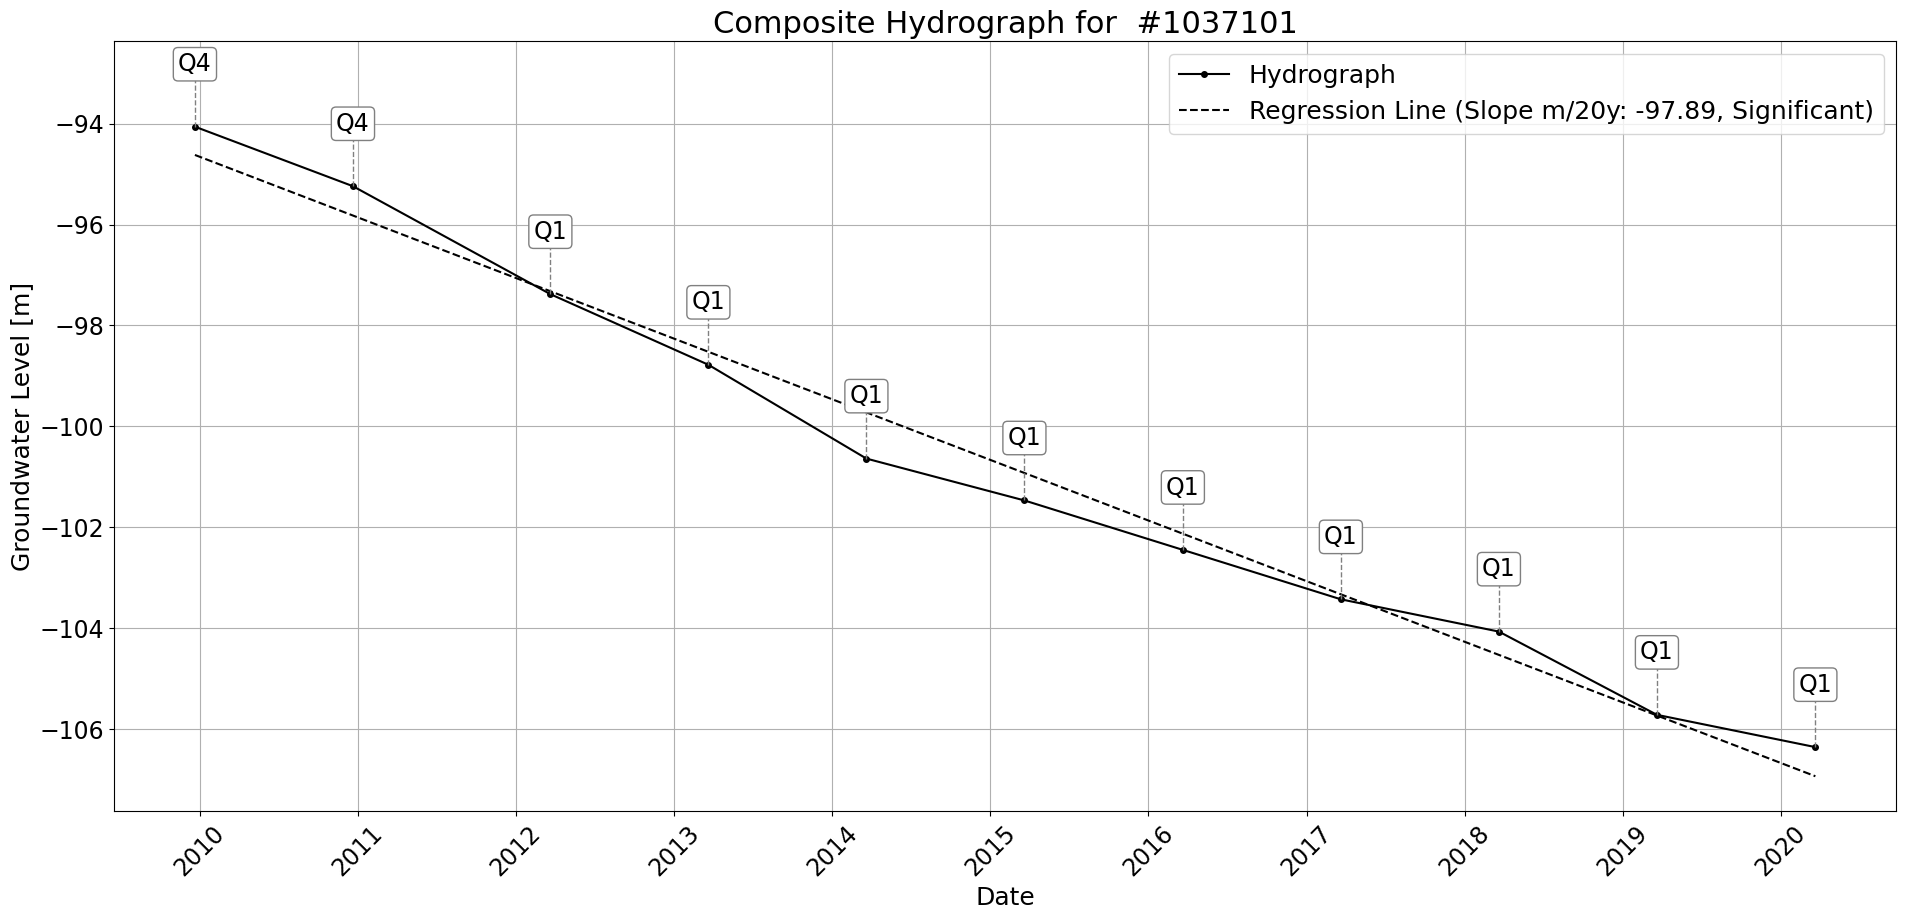 Composite Hydrograph for  #1037101
Hydrograph
Regression Line (Slope m/20y: -97.89, Significant)
Groundwater Level [m]
−94
−96
−98
−100
−102
−104
−106
Q4
Q4
Q1
Q1
Q1
Q1
Q1
Q1
Q1
Q1
Q1
2010
2011
2012
2013
2014
2015
2016
2017
2018
2019
2020
Date